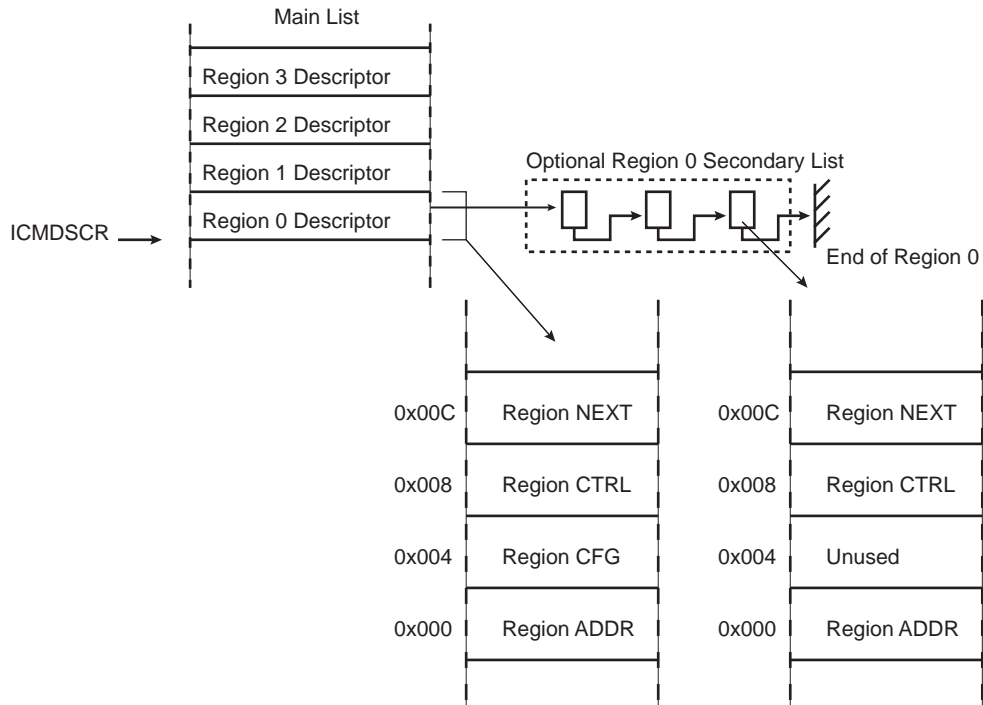 Main List
Region 3 Descriptor
Region 2 Descriptor
Region 1 Descriptor
Region 0 Descriptor
ICMDSCR
Optional Region 0 Secondary List
End of Region 0
0x00C Region NEXT
0x008 Region CTRL
0x004 Region CFG
0x000 Region ADDR
0x00C Region NEXT
0x008 Region CTRL
0x004 Unused
0x000 Region ADDR